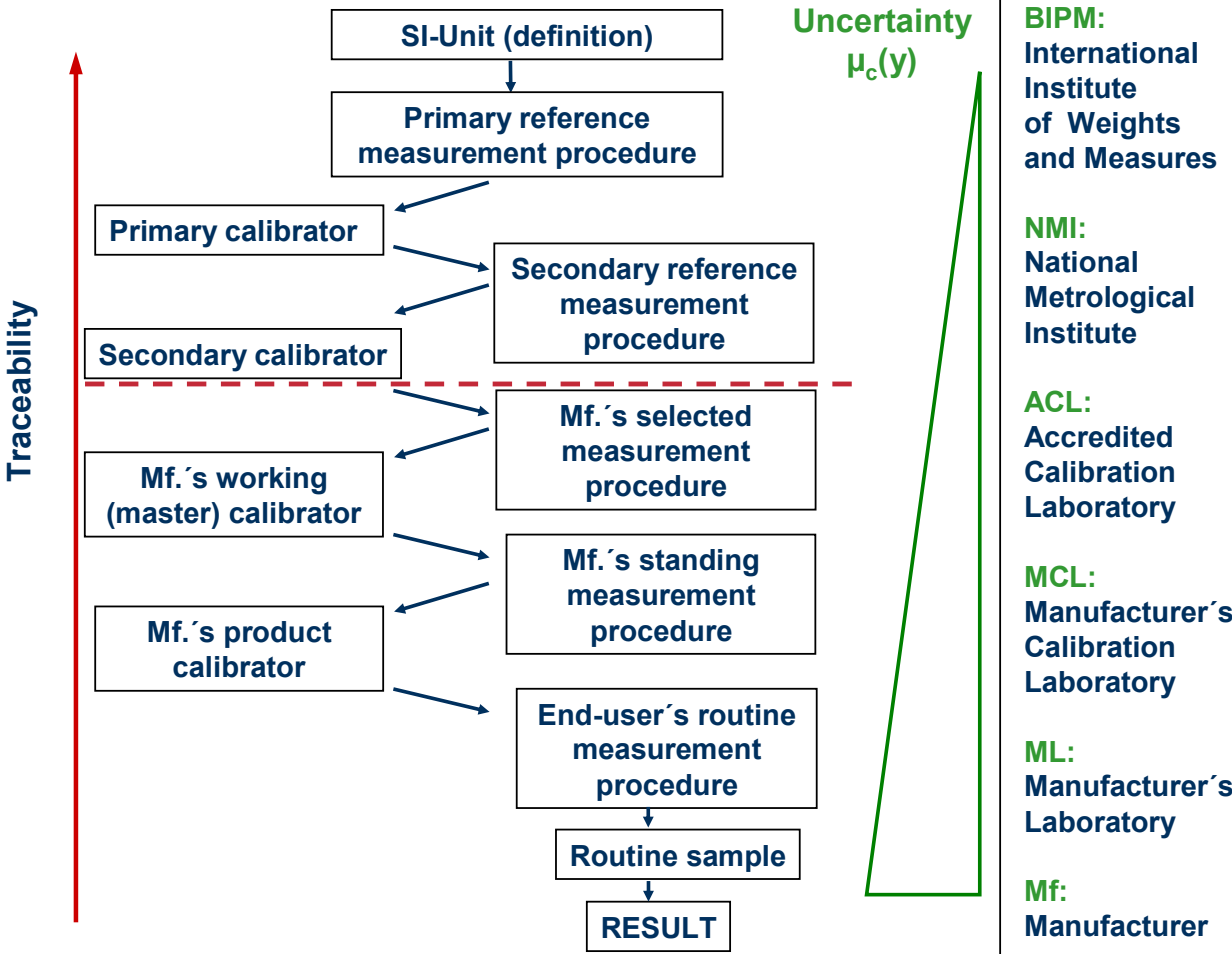 SI-Unit (definition)
Primary reference
measurement procedure
Primary calibrator
Secondary reference
measurement
procedure
Secondary calibrator
Mf.´s selected
measurement
procedure
Mf.´s working
(master) calibrator
Mf.´s standing
measurement
procedure
Mf.´s product
calibrator
End-user´s routine
measurement
procedure
Routine sample
RESULT
Traceability
Uncertainty
µc(y)
BIPM:
International
Institute
of Weights
and Measures
NMI:
National
Metrological
Institute
ACL:
Accredited
Calibration
Laboratory
MCL:
Manufacturer´s
Calibration
Laboratory
ML:
Manufacturer´s
Laboratory
Mf:
Manufacturer